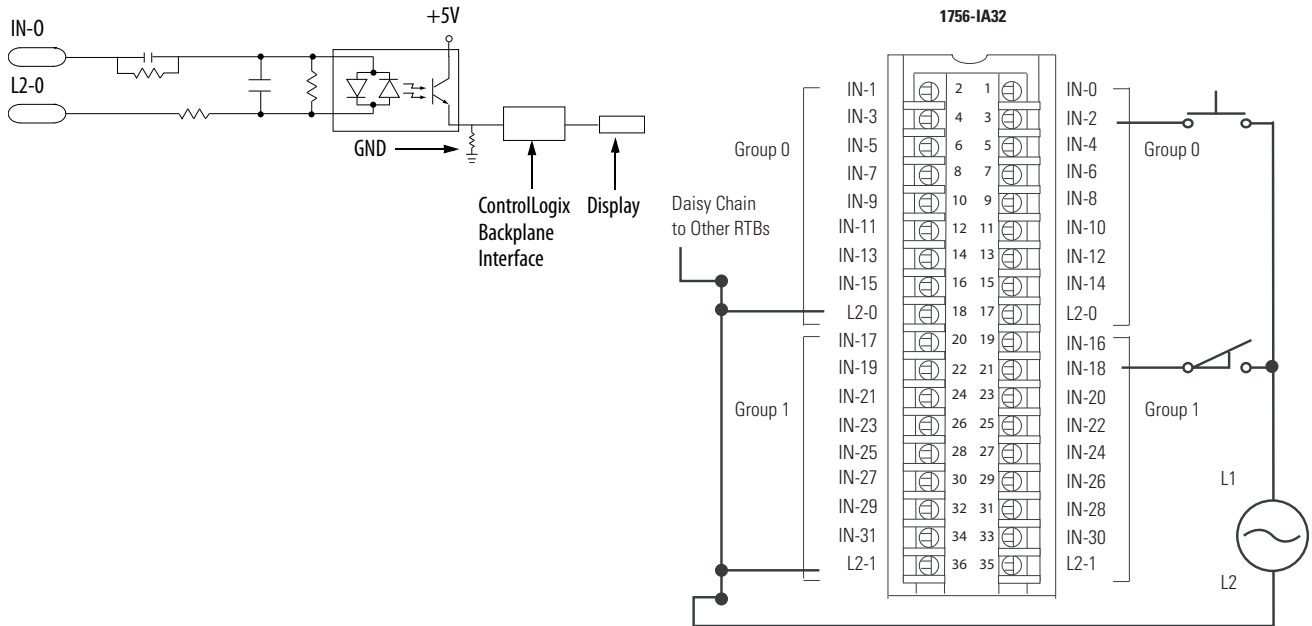 IN-0
L2-0
+5V
GND
ControlLogix
Backplane
Interface
Display
1756-IA32
IN-1 2 1 IN-0
IN-3 4 3 IN-2
IN-5 6 5 IN-4
IN-7 8 7 IN-6
IN-9 10 9 IN-8
IN-11 12 11 IN-10
IN-13 14 13 IN-12
IN-15 16 15 IN-14
L2-0 18 17 L2-0
IN-17 20 19 IN-16
IN-19 22 21 IN-18
IN-21 24 23 IN-20
IN-23 26 25 IN-22
IN-25 28 27 IN-24
IN-27 30 29 IN-26
IN-29 32 31 IN-28
IN-31 34 33 IN-30
L2-1 36 35 L2-1
Group 0
Group 0
Daisy Chain
to Other RTBs
Group 1
Group 1
L1
L2